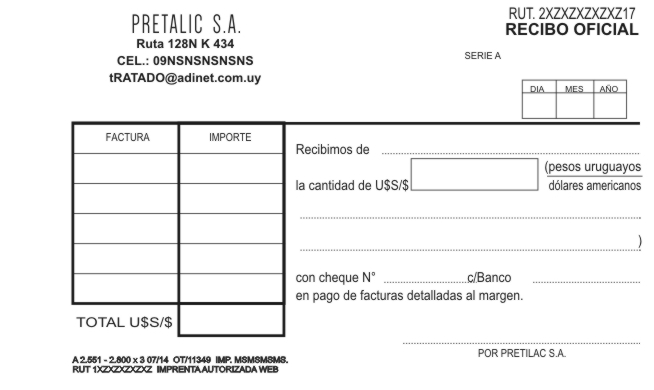 PRETALIC S.A.
Ruta 128N K 434
CEL.: 09NSNSNSNSNS
tRATADO@adinet.com.uy
RUT. 2XZXZXZXZXZ17
RECIBO OFICIAL
SERIE A
DIA MES AÑO
FACTURA IMPORTE
Recibimos de
la cantidad de U$S/$ (pesos uruguayos
dólares americanos
)
con cheque N° c/Banco
en pago de facturas detalladas al margen.
TOTAL U$S/$
POR PRETILAC S.A.
A 2.551 - 2.800 x 3 07/14 OT/11349 IMP. MSMSMSMS.
RUT 1XZXZXZXZXZ IMPRENTA AUTORIZADA WEB